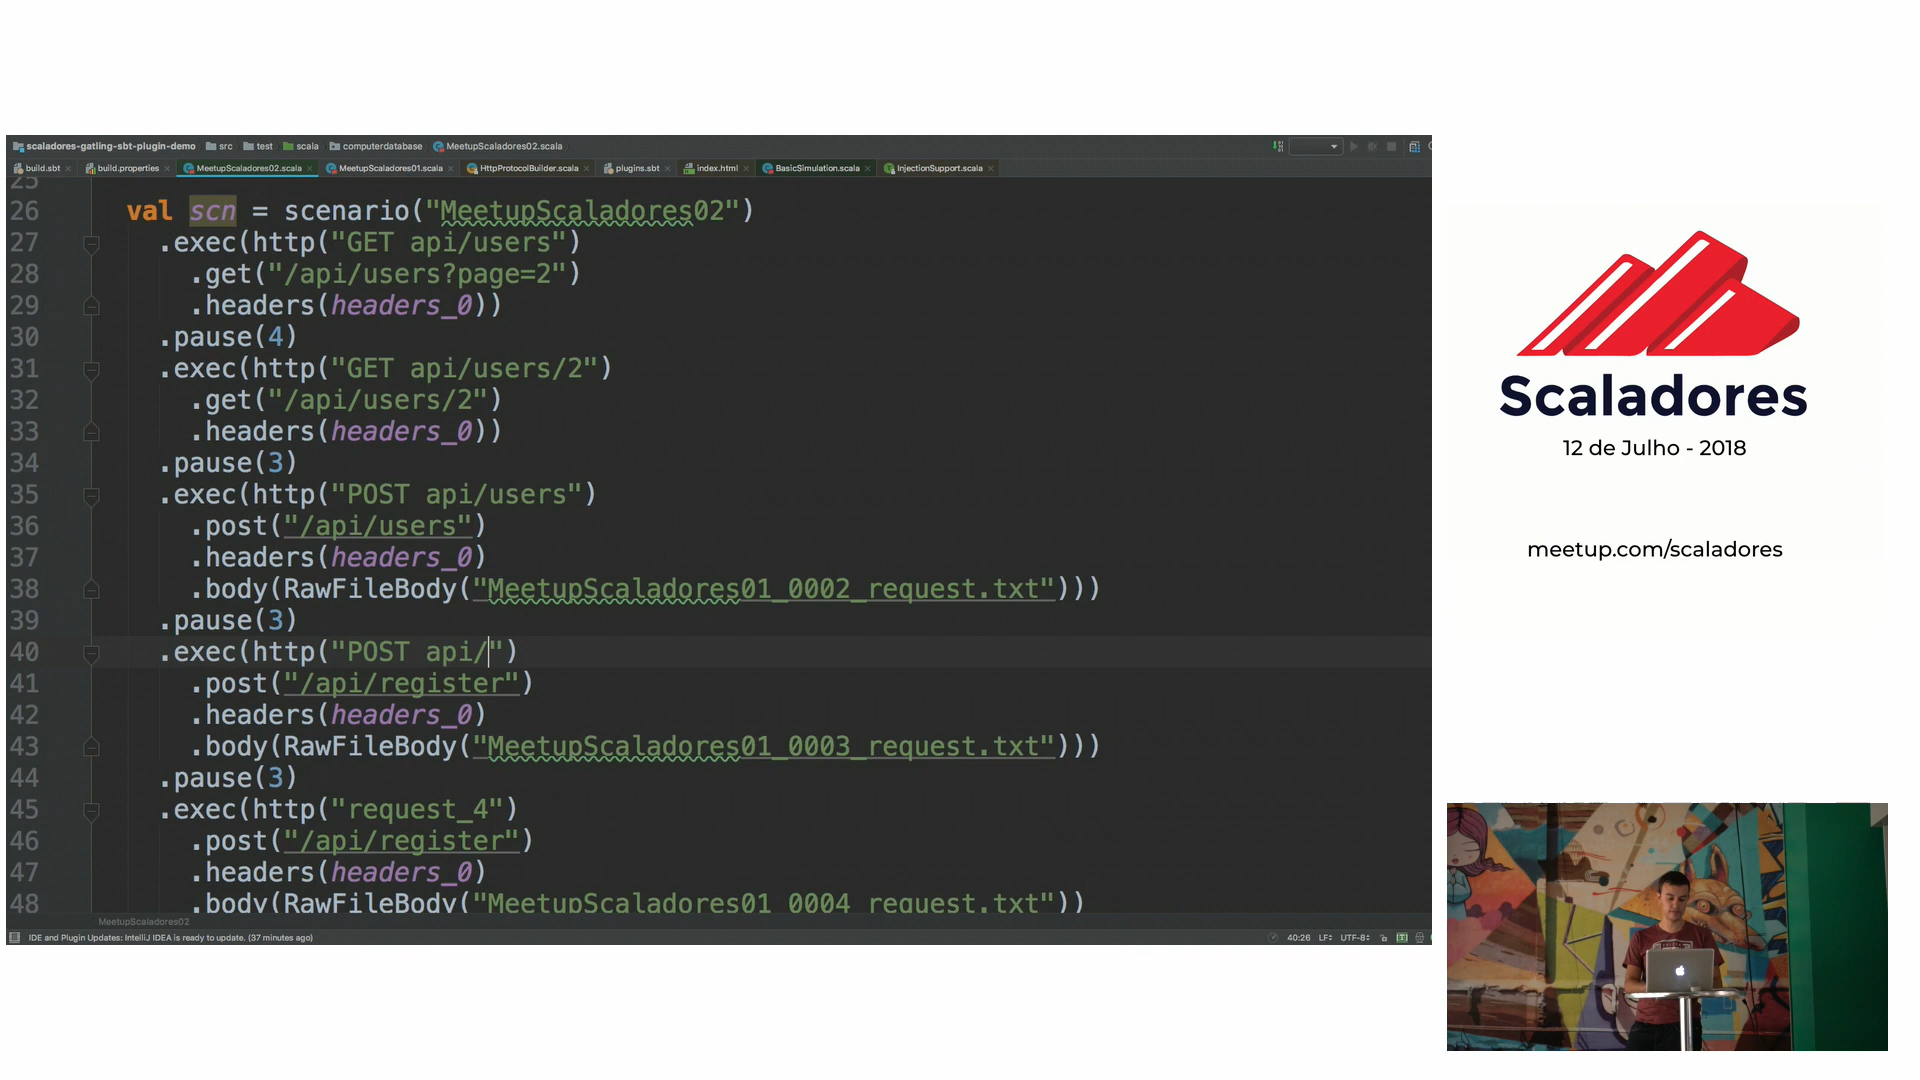 scaladores-gatling-sbt-plugin-demo src test scala computerdatabase MeetupScaladores02.scala
build.sbt build.properties MeetupScaladores02.scala MeetupScaladores01.scala HttpProtocolBuilder.scala plugins.sbt index.html BasicSimulation.scala InjectionSupport.scala
25
26 val scn = scenario("MeetupScaladores02")
27 .exec(http("GET api/users")
28 .get("/api/users?page=2")
29 .headers(headers_0))
30 .pause(4)
31 .exec(http("GET api/users/2")
32 .get("/api/users/2")
33 .headers(headers_0))
34 .pause(3)
35 .exec(http("POST api/users")
36 .post("/api/users")
37 .headers(headers_0)
38 .body(RawFileBody("MeetupScaladores01_0002_request.txt")))
39 .pause(3)
40 .exec(http("POST api/")
41 .post("/api/register")
42 .headers(headers_0)
43 .body(RawFileBody("MeetupScaladores01_0003_request.txt")))
44 .pause(3)
45 .exec(http("request_4")
46 .post("/api/register")
47 .headers(headers_0)
48 .body(RawFileBody("MeetupScaladores01_0004_request.txt"))
MeetupScaladores02
IDE and Plugin Updates: IntelliJ IDEA is ready to update. (37 minutes ago)
40:26 LF UTF-8
Scaladores
12 de Julho - 2018
meetup.com/scaladores